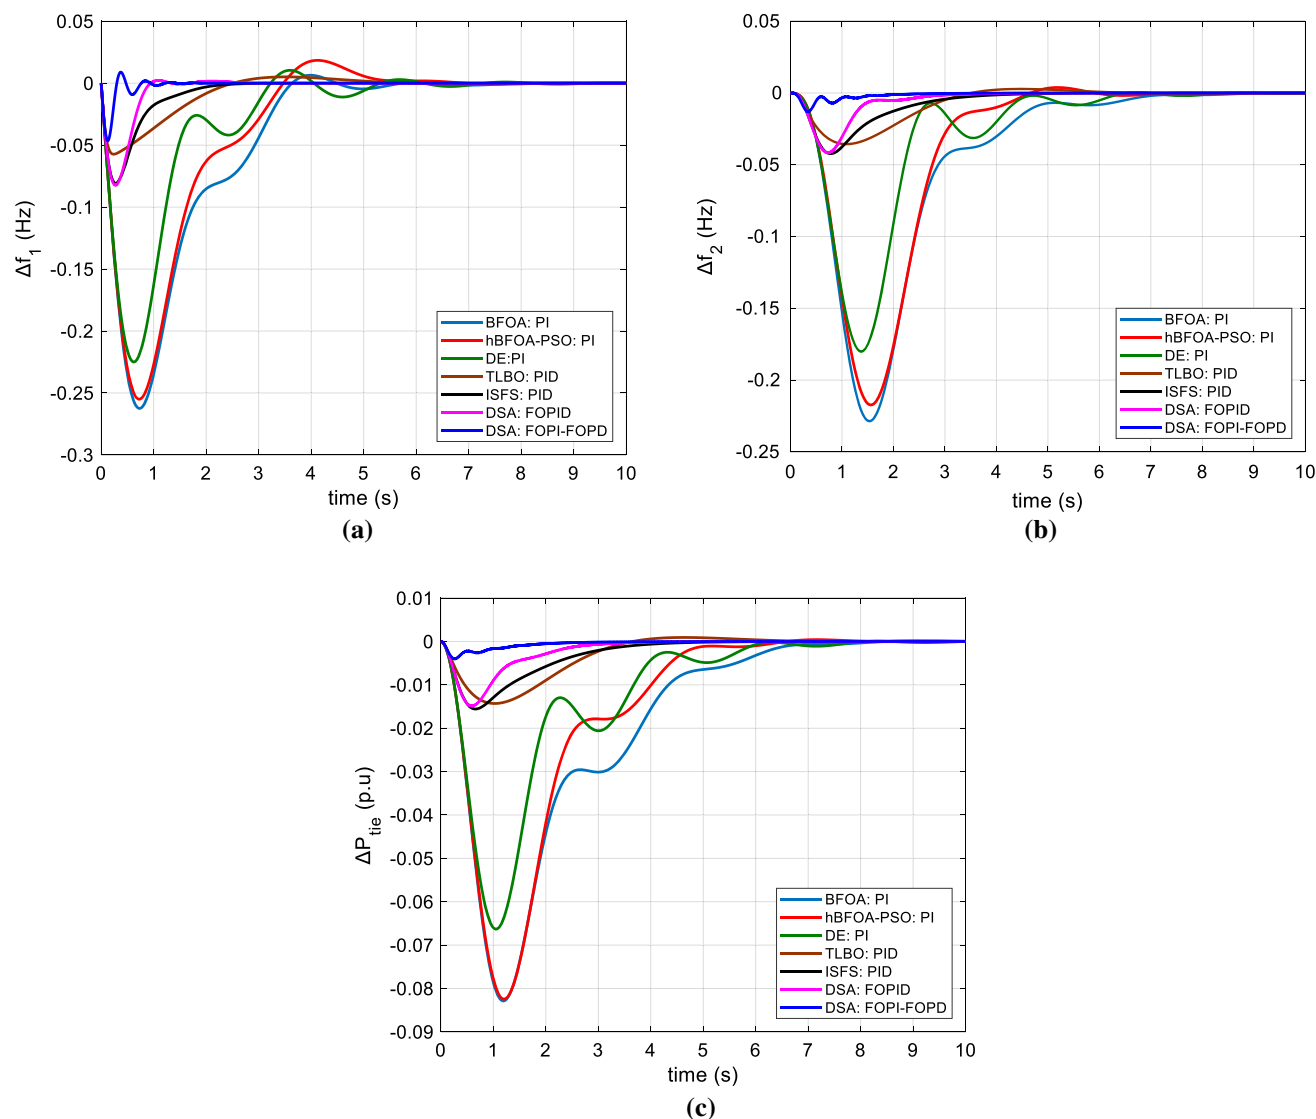 0.05
0
-0.05
-0.1
-0.15
-0.2
-0.25
-0.3
Δf1 (Hz)
0 1 2 3 4 5 6 7 8 9 10
time (s)
BFOA: PI
hBFOA-PSO: PI
DE:PI
TLBO: PID
ISFS: PID
DSA: FOPID
DSA: FOPI-FOPD
(a)
0.05
0
-0.05
-0.1
-0.15
-0.2
-0.25
Δf2 (Hz)
0 1 2 3 4 5 6 7 8 9 10
time (s)
BFOA: PI
hBFOA-PSO: PI
DE: PI
TLBO: PID
ISFS: PID
DSA: FOPID
DSA: FOPI-FOPD
(b)
0.01
0
-0.01
-0.02
-0.03
-0.04
-0.05
-0.06
-0.07
-0.08
-0.09
ΔPtie (p.u)
0 1 2 3 4 5 6 7 8 9 10
time (s)
BFOA: PI
hBFOA-PSO: PI
DE: PI
TLBO: PID
ISFS: PID
DSA: FOPID
DSA: FOPI-FOPD
(c)